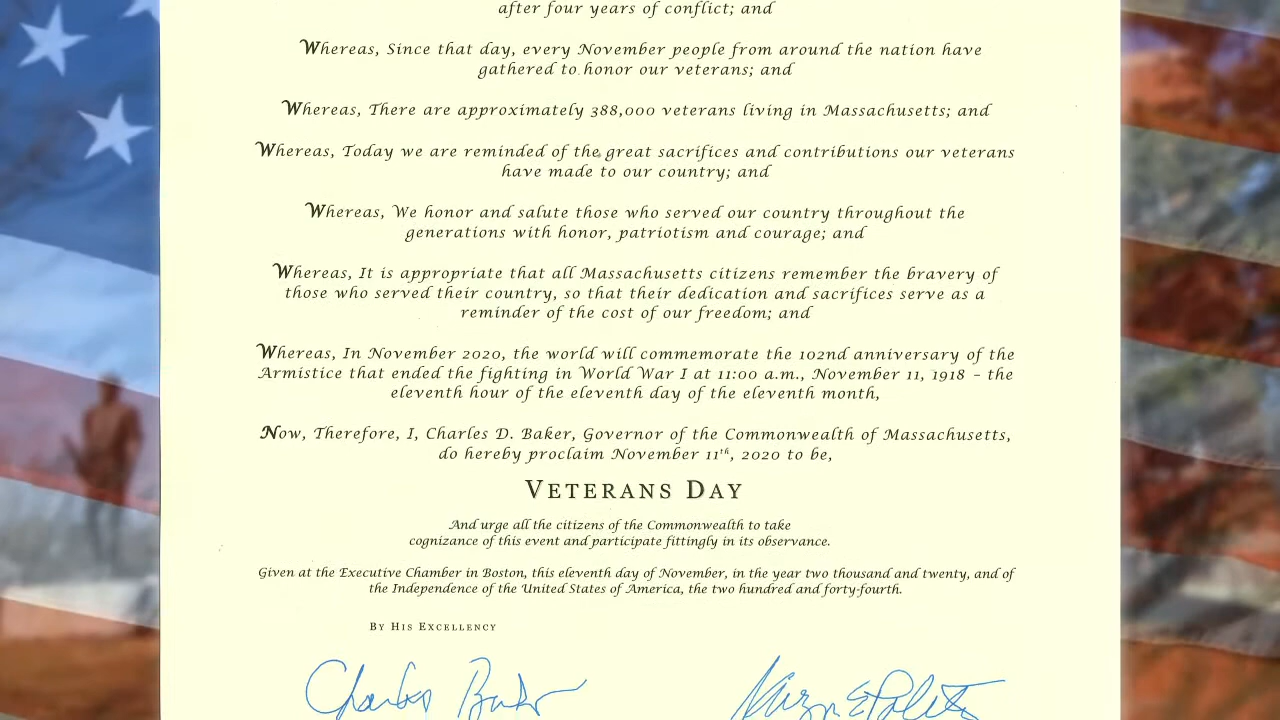 after four years of conflict; and
Whereas, Since that day, every November people from around the nation have
gathered to honor our veterans; and
Whereas, There are approximately 388,000 veterans living in Massachusetts; and
Whereas, Today we are reminded of the great sacrifices and contributions our veterans
have made to our country; and
Whereas, We honor and salute those who served our country throughout the
generations with honor, patriotism and courage; and
Whereas, It is appropriate that all Massachusetts citizens remember the bravery of
those who served their country, so that their dedication and sacrifices serve as a
reminder of the cost of our freedom; and
Whereas, In November 2020, the world will commemorate the 102nd anniversary of the
Armistice that ended the fighting in World War I at 11:00 a.m., November 11, 1918 – the
eleventh hour of the eleventh day of the eleventh month,
Now, Therefore, I, Charles D. Baker, Governor of the Commonwealth of Massachusetts,
do hereby proclaim November 11th, 2020 to be,
VETERANS DAY
And urge all the citizens of the Commonwealth to take
cognizance of this event and participate fittingly in its observance.
Given at the Executive Chamber in Boston, this eleventh day of November, in the year two thousand and twenty, and of
the Independence of the United States of America, the two hundred and forty-fourth.
BY HIS EXCELLENCY
Charles Baker